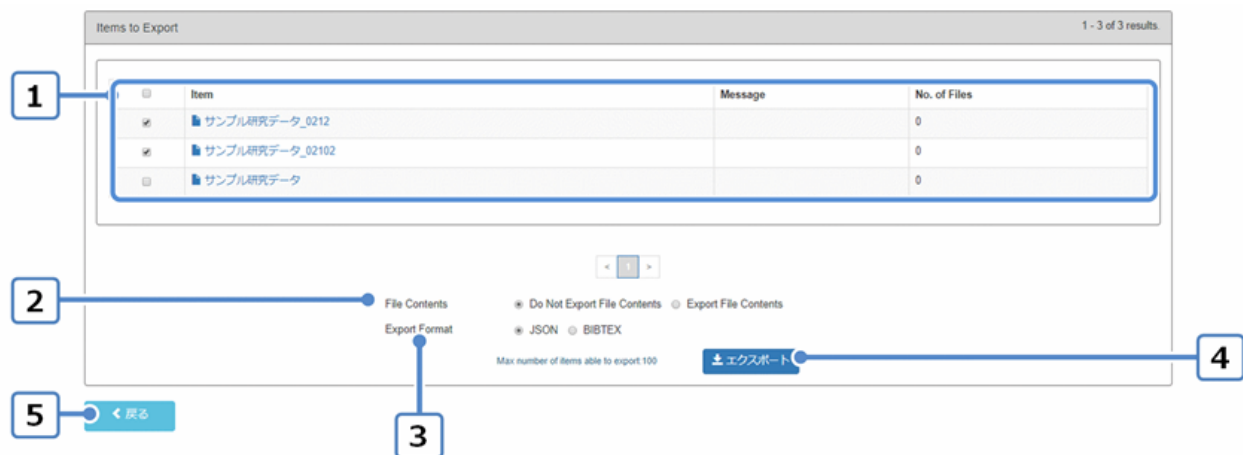 Items to Export 1 - 3 of 3 results.
1
Item Message No. of Files
サンプル研究データ_0212 0
サンプル研究データ_02102 0
サンプル研究データ 0
< 1 >
2
File Contents Do Not Export File Contents Export File Contents
Export Format JSON BIBTEX
Max number of items able to export:100 エクスポート
4
5 戻る
3